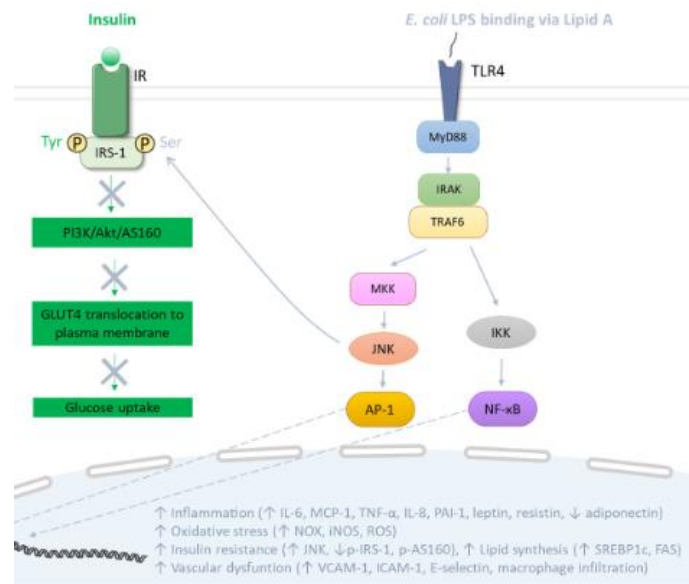 Insulin
E. coli LPS binding via Lipid A
IR
TLR4
MyD88
Tyr P P Ser
IRS-1
IRAK
TRAF6
PI3K/Akt/AS160
MKK
GLUT4 translocation to
plasma membrane
IKK
JNK
Glucose uptake
AP-1
NF-κB
↑ Inflammation (↑ IL-6, MCP-1, TNF-α, IL-8, PAI-1, leptin, resistin, ↓ adiponectin)
↑ Oxidative stress (↑ NOX, iNOS, ROS)
↑ Insulin resistance (↑ JNK, ↓p-IRS-1, p-AS160), ↑ Lipid synthesis (↑ SREBP1c, FAS)
↑ Vascular dysfuntion (↑ VCAM-1, ICAM-1, E-selectin, macrophage infiltration)